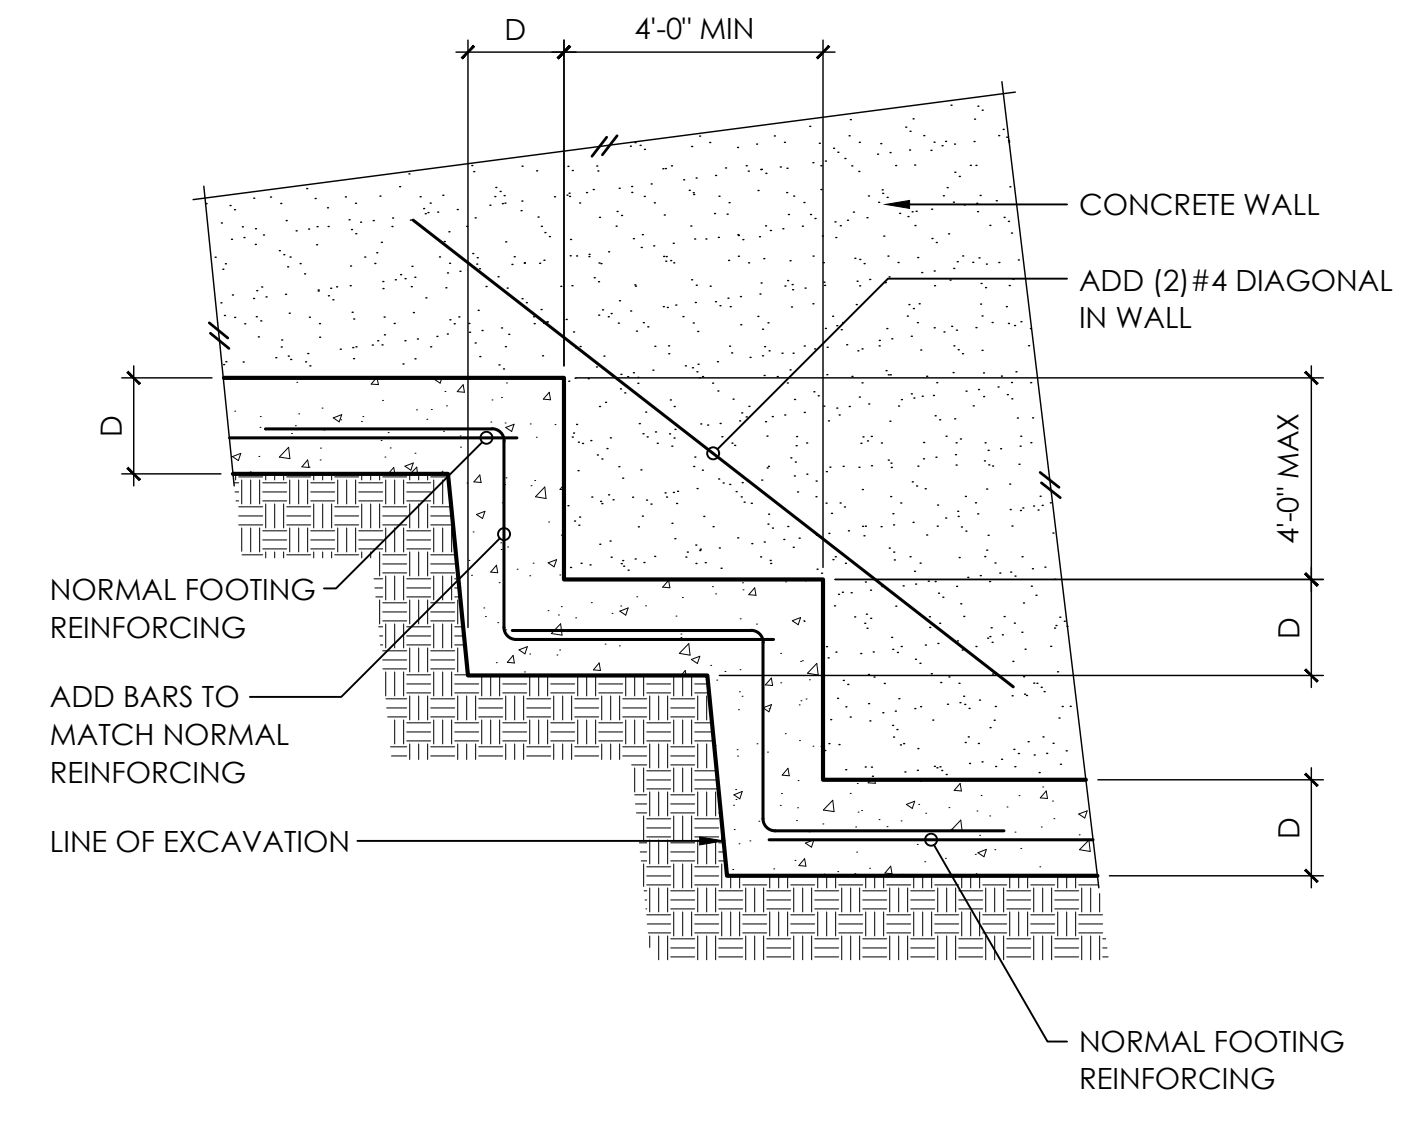 D
4'-0" MIN
CONCRETE WALL
ADD (2)#4 DIAGONAL
IN WALL
D
4'-0" MAX
NORMAL FOOTING
REINFORCING
D
ADD BARS TO
MATCH NORMAL
REINFORCING
LINE OF EXCAVATION
D
NORMAL FOOTING
REINFORCING